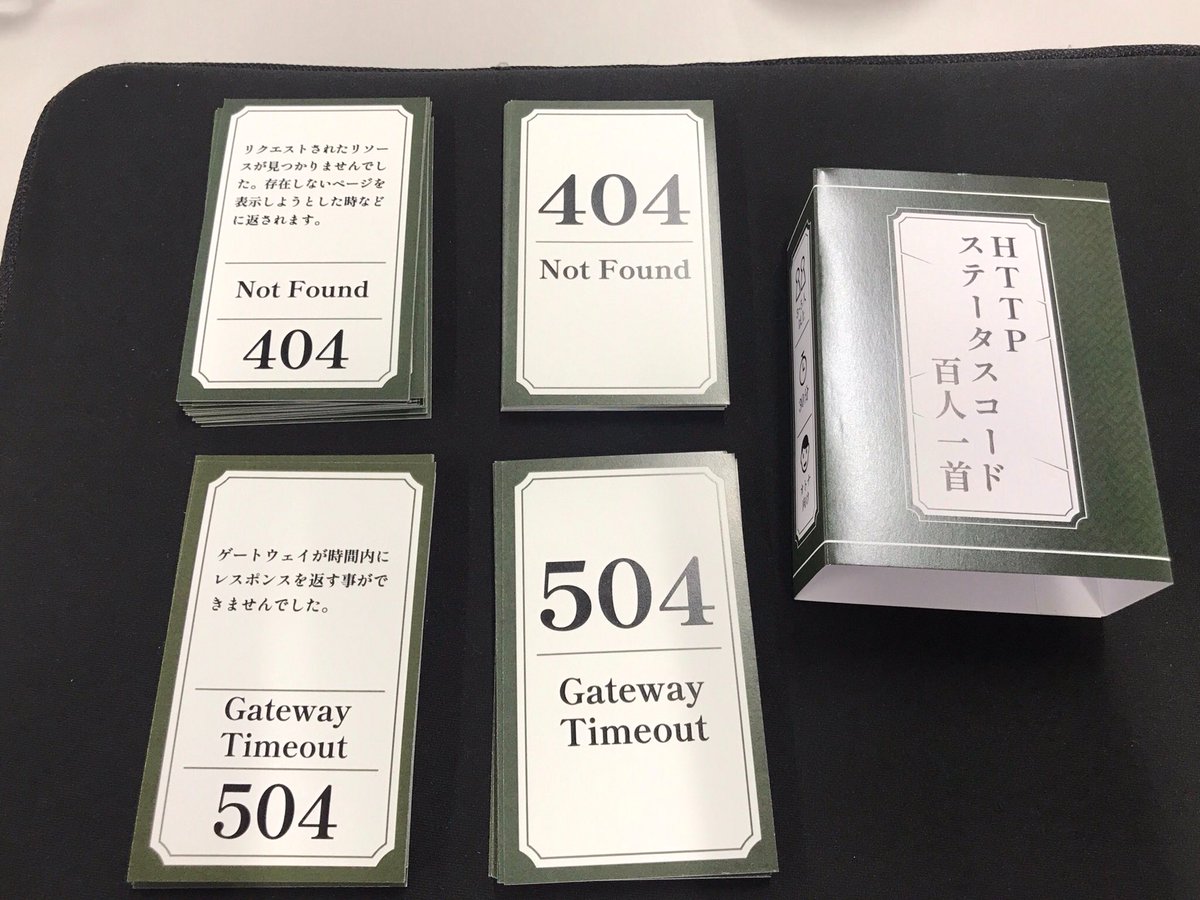 リクエストされたリソー
スが見つかりませんでし
た。存在しないページを
表示しようとした時など
に返されます。
Not Found
404
404
Not Found
HTTP
ステータスコード
百人一首
30分
ゲートウェイが時間内に
レスポンスを返す事がで
きませんでした。
Gateway
Timeout
504
504
Gateway
Timeout